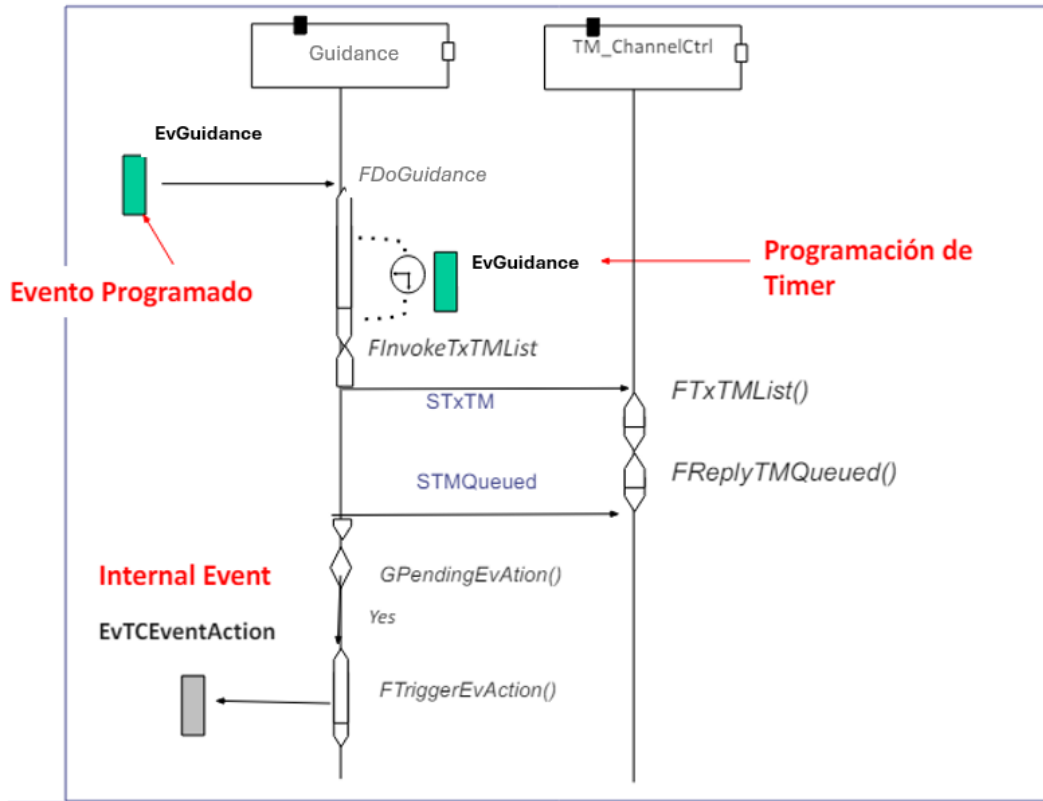 Guidance
TM_ChannelCtrl
EvGuidance
FDoGuidance
EvGuidance
Programación de
Timer
Evento Programado
FInvokeTxTMList
STxTM
FTxTMList()
FReplyTMQueued()
STMQueued
Internal Event
GPendingEvAtion()
Yes
EvTCEventAction
FTriggerEvAction()